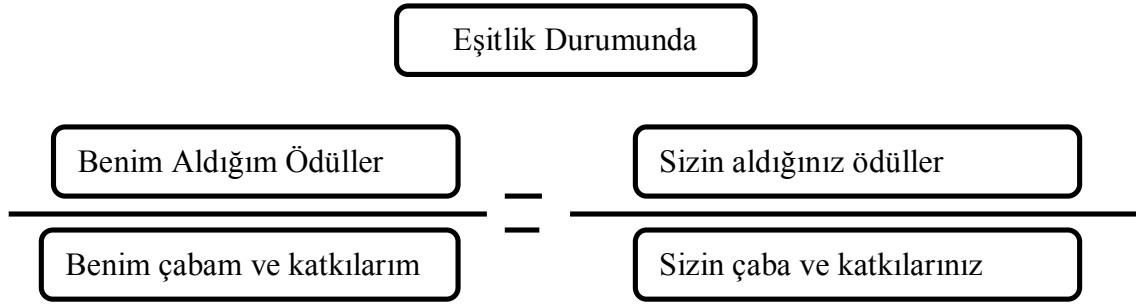 Eşitlik Durumunda
Benim Aldığım Ödüller
=
Sizin aldığınız ödüller
Benim çabam ve katkılarım
Sizin çaba ve katkılarınız